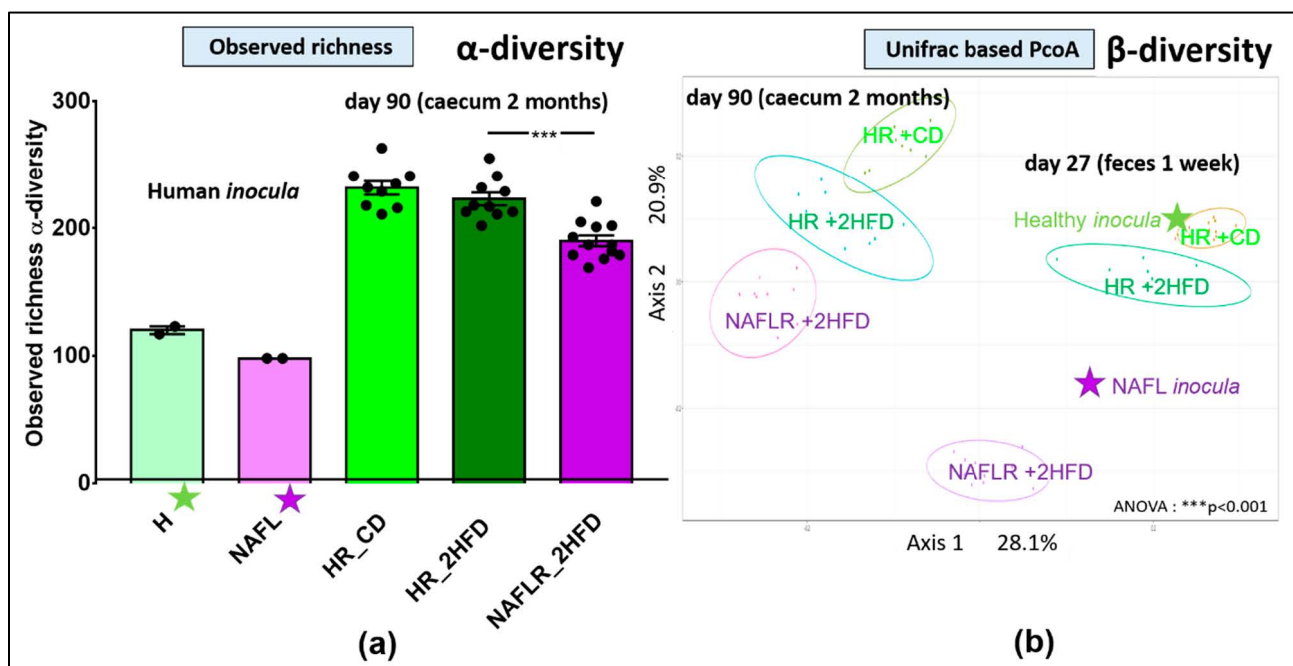 Observed richness
α-diversity
day 90 (caecum 2 months)
***
Human inocula
Observed richness α-diversity
300
200
100
0
H
NAFL
HR_CD
HR_2HFD
NAFLR_2HFD
(a)
Unifrac based PcoA
β-diversity
day 90 (caecum 2 months)
HR +CD
day 27 (feces 1 week)
Healthy inocula
HR +CD
HR +2HFD
HR +2HFD
NAFLR +2HFD
NAFL inocula
NAFLR +2HFD
ANOVA : ***p<0.001
Axis 2 20.9%
Axis 1 28.1%
(b)